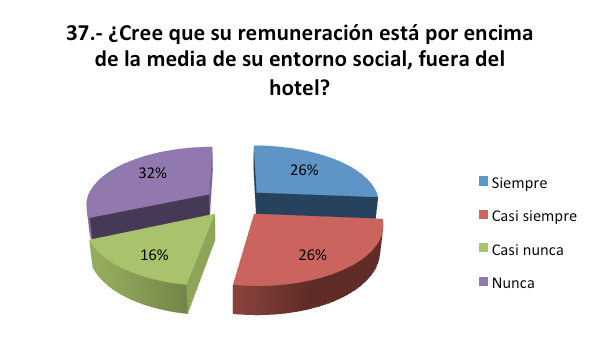 37.- ¿Cree que su remuneración está por encima
de la media de su entorno social, fuera del
hotel?
32%
26%
16%
26%
Siempre
Casi siempre
Casi nunca
Nunca